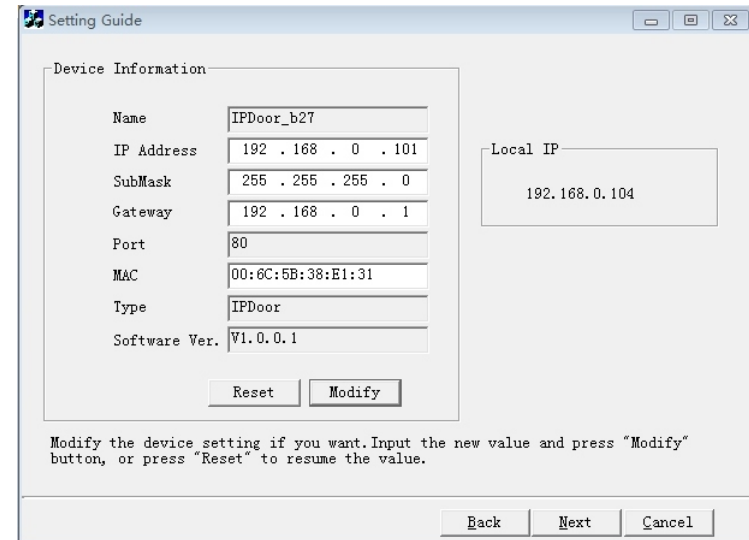 Setting Guide
Device Information
Name IPDoor_b27
IP Address 192 . 168 . 0 . 101
SubMask 255 . 255 . 255 . 0
Gateway 192 . 168 . 0 . 1
Port 80
MAC 00:6C:5B:38:E1:31
Type IPDoor
Software Ver. V1.0.0.1
Reset Modify
Local IP
192.168.0.104
Modify the device setting if you want.Input the new value and press "Modify"
button, or press "Reset" to resume the value.
Back Next Cancel